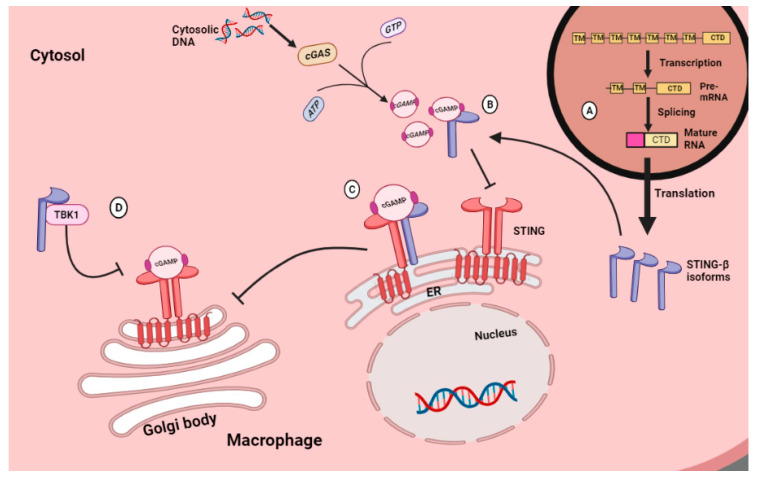 Cytosol
Cytosolic
DNA
cGAS
GTP
ATP
cGAMP
cGAMP
cGAMP
B
TM TM TM TM TM TM TM CTD
Transcription
TM TM CTD
Pre-
mRNA
A
Splicing
CTD
Mature
RNA
Translation
STING-β
isoforms
C
cGAMP
STING
ER
Nucleus
TBK1
D
cGAMP
Golgi body
Macrophage